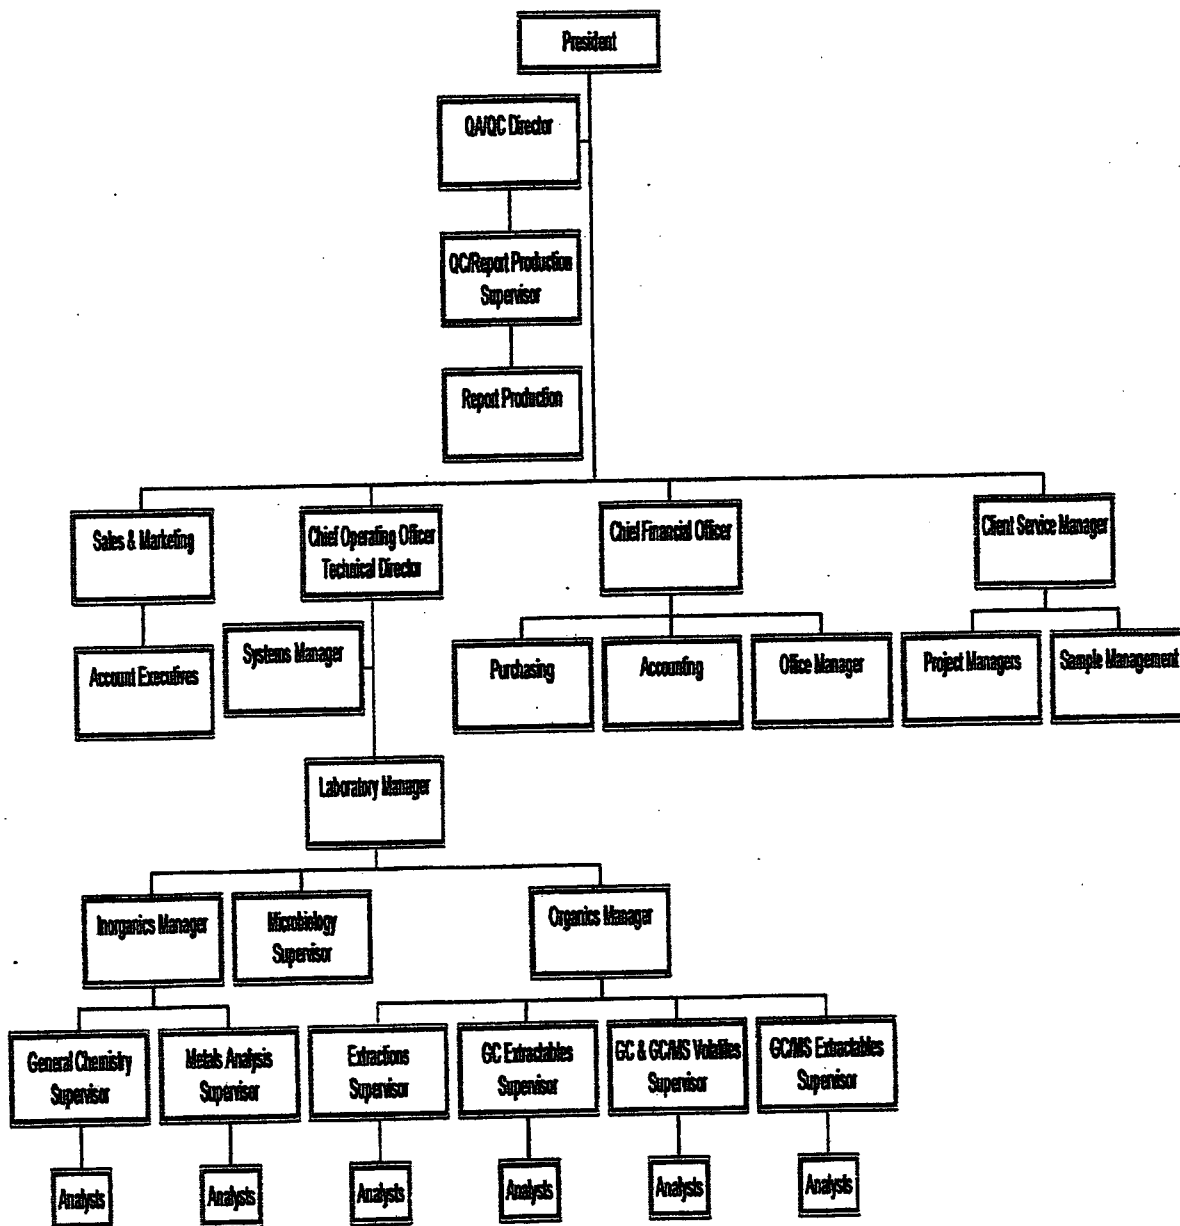 President
QA/QC Director
QC/Report Production
Supervisor
Report Production
Sales & Marketing
Chief Operating Officer
Technical Director
Chief Financial Officer
Client Service Manager
Account Executives
Systems Manager
Purchasing
Accounting
Office Manager
Project Managers
Sample Management
Laboratory Manager
Inorganics Manager
Microbiology
Supervisor
Organics Manager
General Chemistry
Supervisor
Metals Analysis
Supervisor
Extractions
Supervisor
GC Extractables
Supervisor
GC & GC/MS Volatiles
Supervisor
GC/MS Extractables
Supervisor
Analysts
Analysts
Analysts
Analysts
Analysts
Analysts